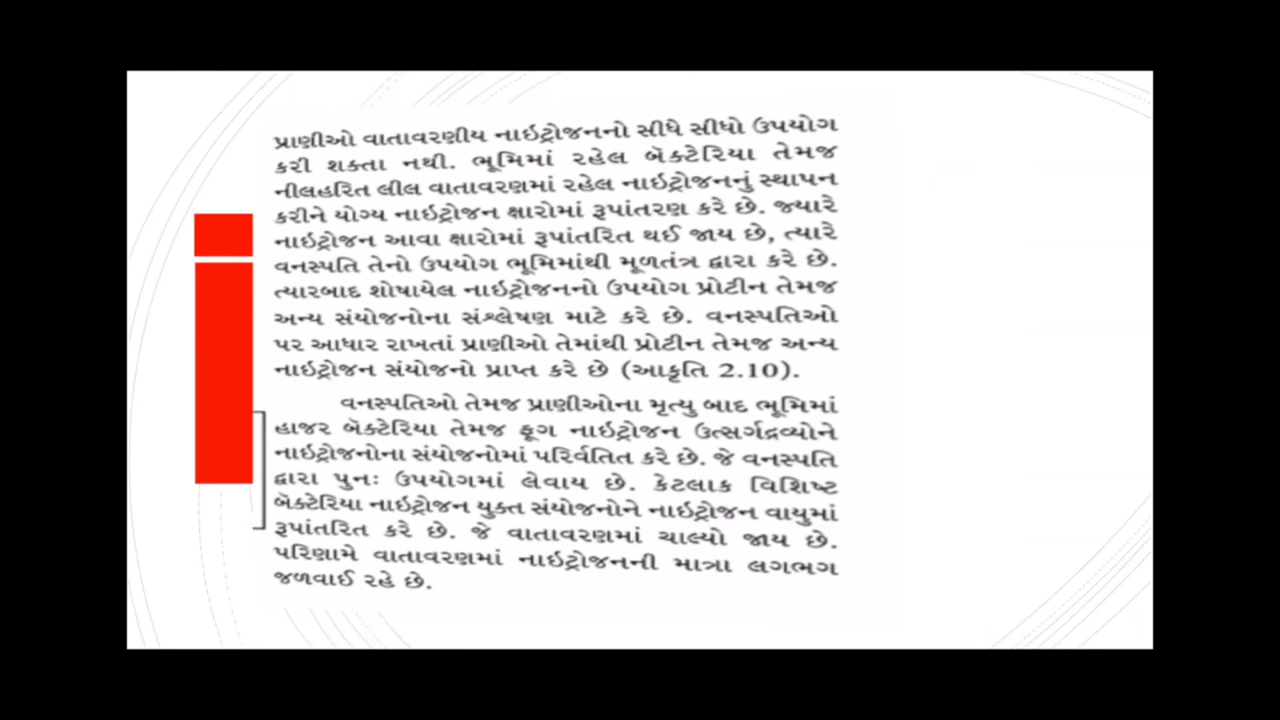 પ્રાણીઓ વાતાવરણીય નાઇટ્રોજનનો સીધે સીધો ઉપયોગ
કરી શક્તા નથી. ભૂમિમાં રહેલ બૅક્ટેરિયા તેમજ
નીલહરિત લીલ વાતાવરણમાં રહેલ નાઇટ્રોજનનું સ્થાપન
કરીને યોગ્ય નાઇટ્રોજન ક્ષારોમાં રૂપાંતરણ કરે છે. જ્યારે
નાઇટ્રોજન આવા ક્ષારોમાં રૂપાંતરિત થઈ જાય છે, ત્યારે
વનસ્પતિ તેનો ઉપયોગ ભૂમિમાંથી મૂળતંત્ર દ્વારા કરે છે.
ત્યારબાદ શોષાયેલ નાઇટ્રોજનનો ઉપયોગ પ્રોટીન તેમજ
અન્ય સંયોજનોના સંશ્લેષણ માટે કરે છે. વનસ્પતિઓ
પર આધાર રાખતાં પ્રાણીઓ તેમાંથી પ્રોટીન તેમજ અન્ય
નાઇટ્રોજન સંયોજનો પ્રાપ્ત કરે છે (આકૃતિ 2.10).
વનસ્પતિઓ તેમજ પ્રાણીઓના મૃત્યુ બાદ ભૂમિમાં
હાજર બૅક્ટેરિયા તેમજ ફૂગ નાઇટ્રોજન ઉત્સર્ગદ્રવ્યોને
નાઇટ્રોજનોના સંયોજનોમાં પરિર્વતિત કરે છે. જે વનસ્પતિ
દ્વારા પુનઃ ઉપયોગમાં લેવાય છે. કેટલાક વિશિષ્ટ
બૅક્ટેરિયા નાઇટ્રોજન યુક્ત સંયોજનોને નાઇટ્રોજન વાયુમાં
રૂપાંતરિત કરે છે. જે વાતાવરણમાં ચાલ્યો જાય છે.
પરિણામે વાતાવરણમાં નાઇટ્રોજનની માત્રા લગભગ
જળવાઈ રહે છે.